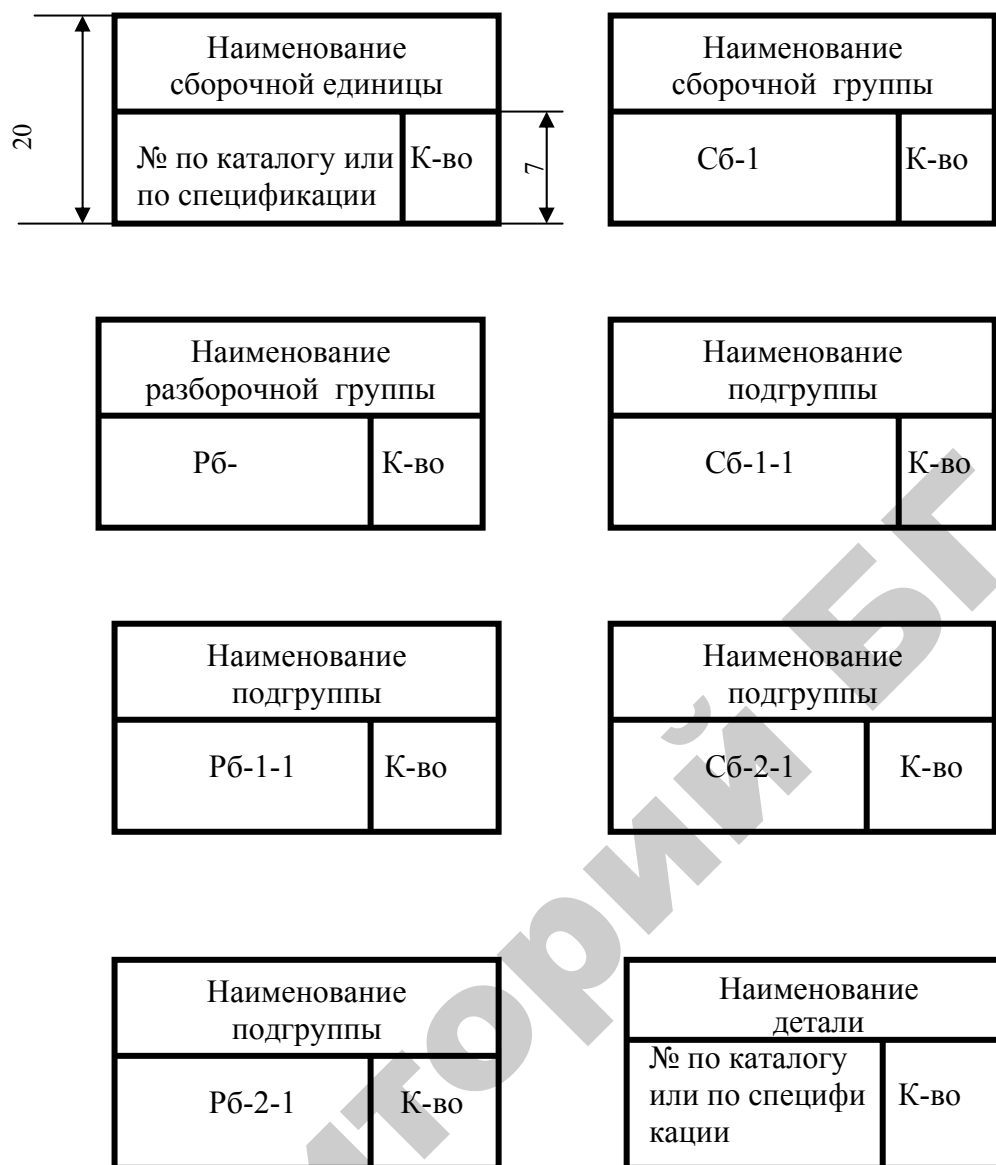 20
Наименование
сборочной единицы
№ по каталогу или
по спецификации
К-во
7
Наименование
сборочной группы
Сб-1
К-во
Наименование
разборочной группы
Рб-
К-во
Наименование
подгруппы
Сб-1-1
К-во
Наименование
подгруппы
Рб-1-1
К-во
Наименование
подгруппы
Сб-2-1
К-во
Наименование
подгруппы
Рб-2-1
К-во
Наименование
детали
№ по каталогу
или по специфи
кации
К-во
иторий БГ